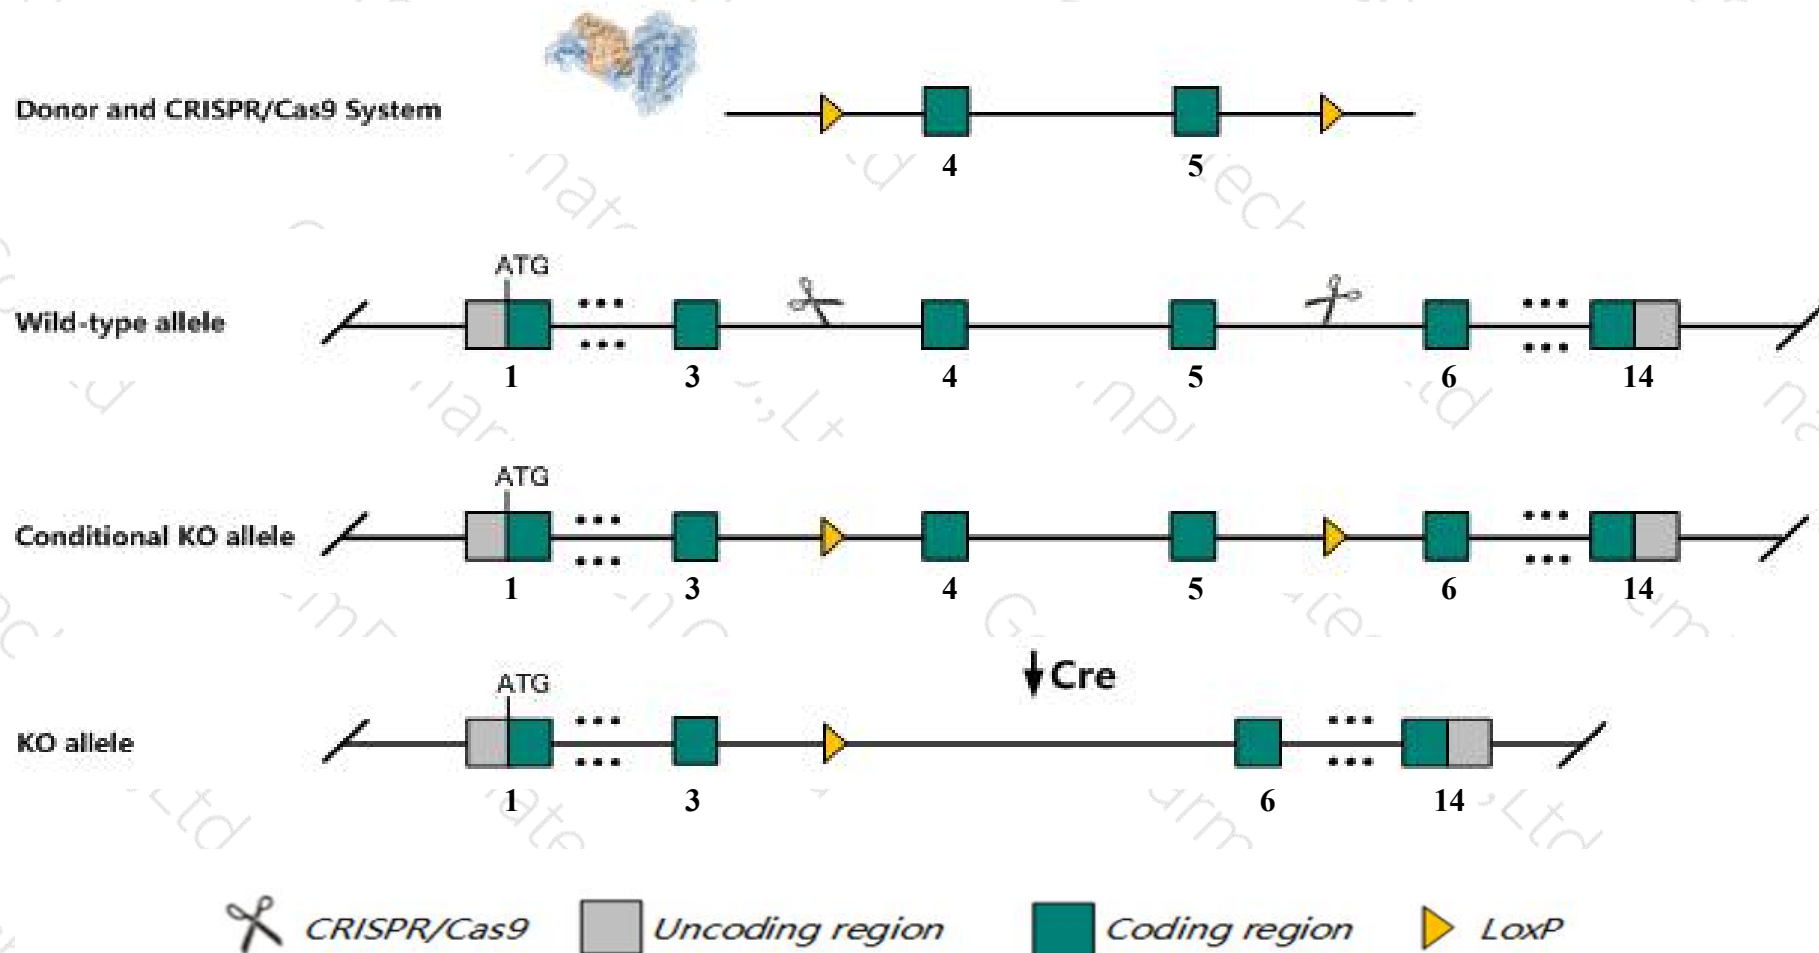 Donor and CRISPR/Cas9 System
4 5
ATG
Wild-type allele
1 3 4 5 6 14
ATG
Conditional KO allele
1 3 4 5 6 14
Cre
ATG
KO allele
1 3 6 14
CRISPR/Cas9 Uncoding region Coding region LoxP